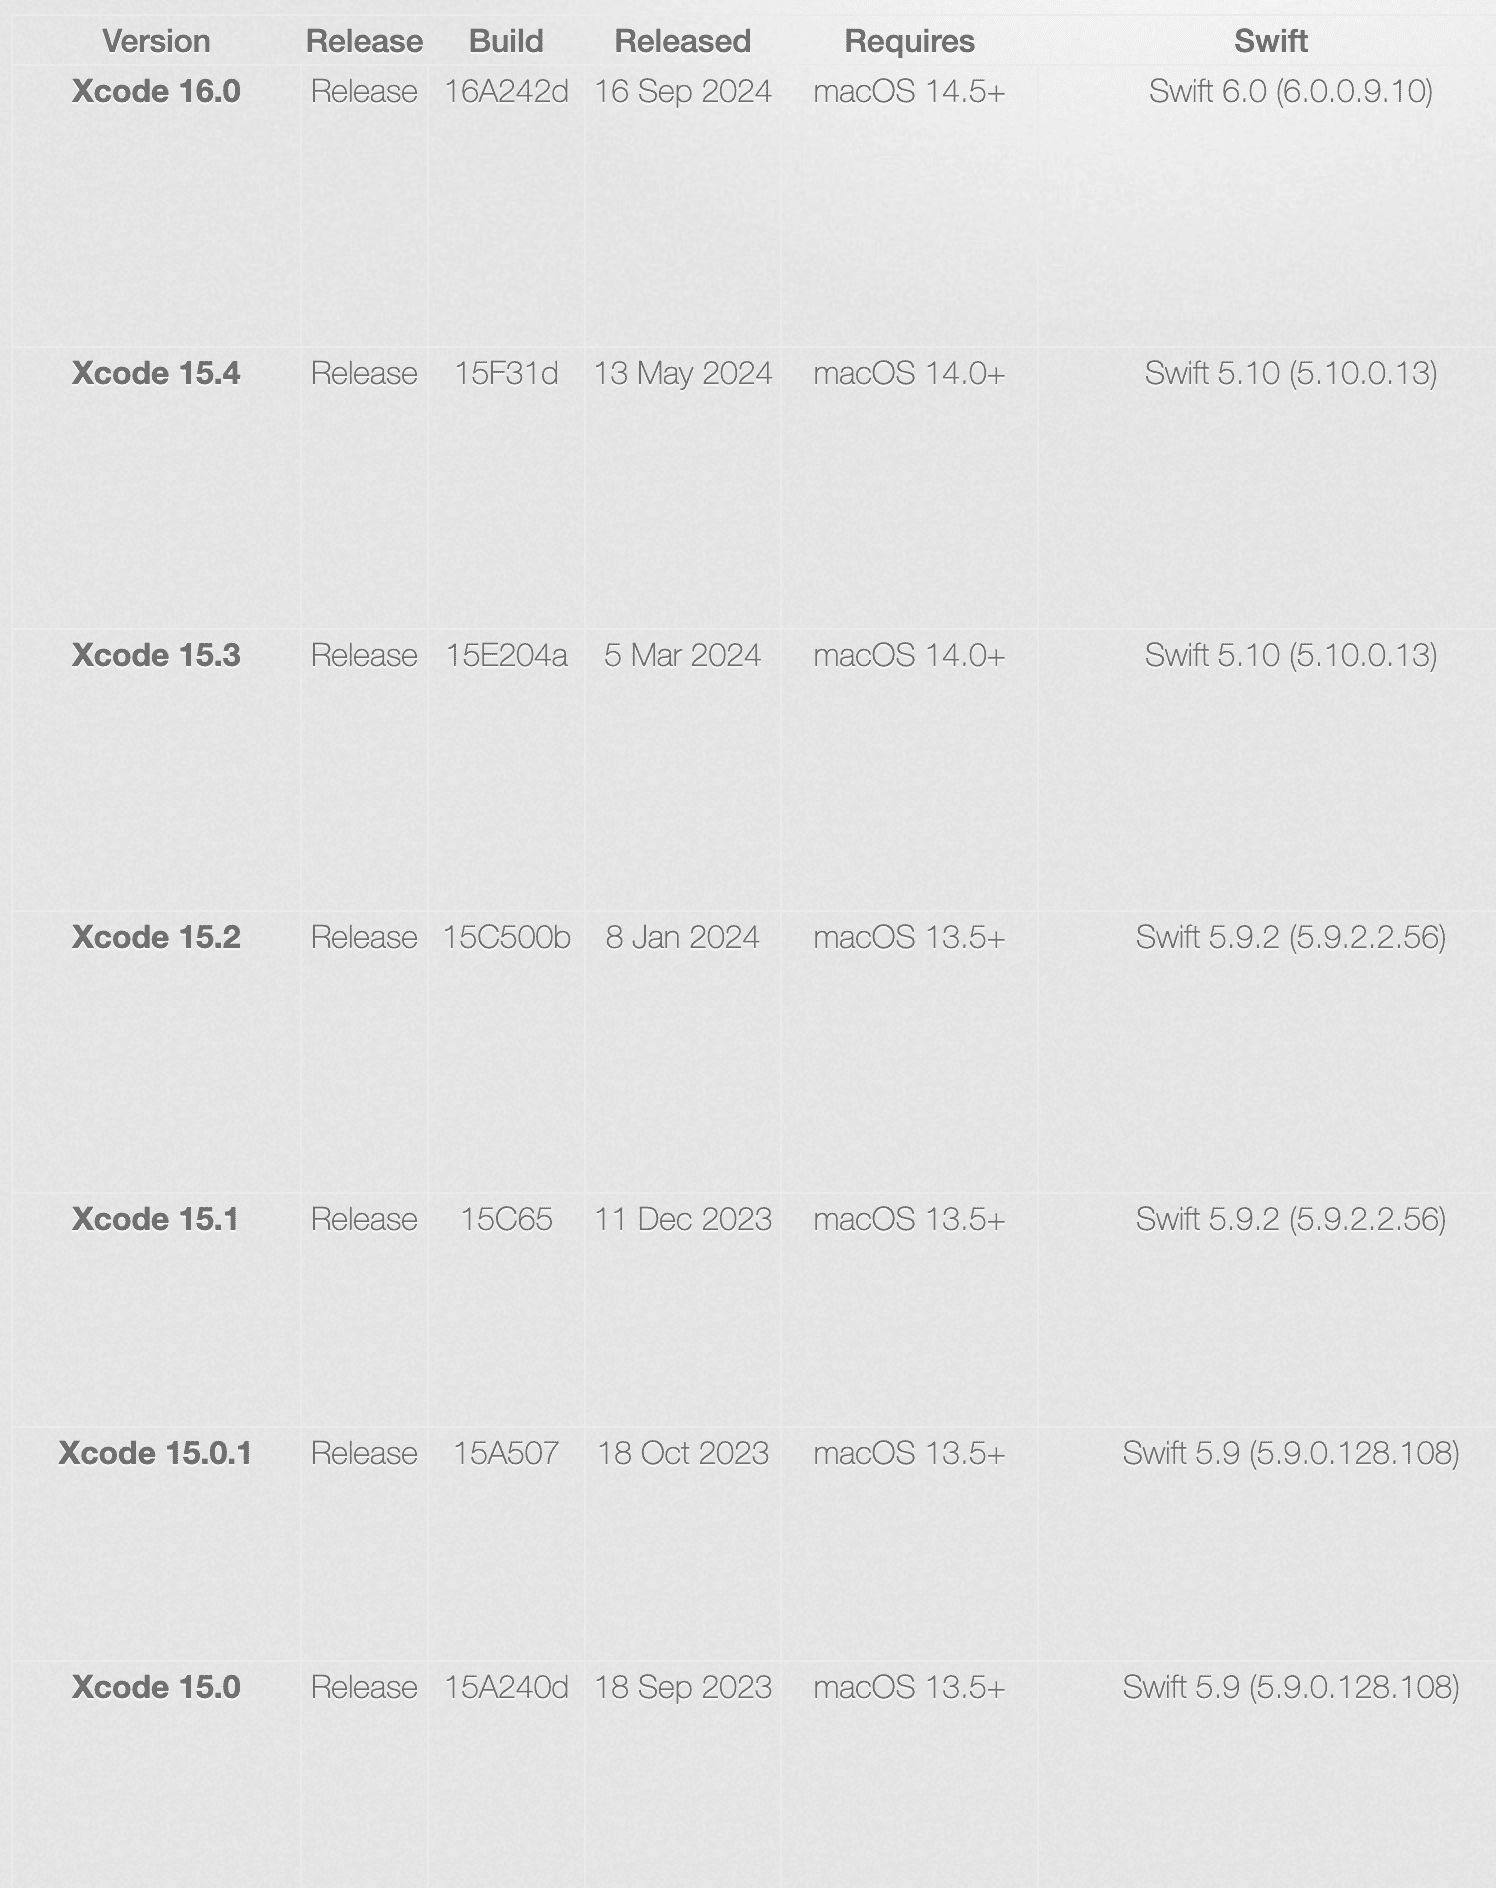 Version Release Build Released Requires Swift
Xcode 16.0 Release 16A242d 16 Sep 2024 macOS 14.5+ Swift 6.0 (6.0.0.9.10)
Xcode 15.4 Release 15F31d 13 May 2024 macOS 14.0+ Swift 5.10 (5.10.0.13)
Xcode 15.3 Release 15E204a 5 Mar 2024 macOS 14.0+ Swift 5.10 (5.10.0.13)
Xcode 15.2 Release 15C500b 8 Jan 2024 macOS 13.5+ Swift 5.9.2 (5.9.2.2.56)
Xcode 15.1 Release 15C65 11 Dec 2023 macOS 13.5+ Swift 5.9.2 (5.9.2.2.56)
Xcode 15.0.1 Release 15A507 18 Oct 2023 macOS 13.5+ Swift 5.9 (5.9.0.128.108)
Xcode 15.0 Release 15A240d 18 Sep 2023 macOS 13.5+ Swift 5.9 (5.9.0.128.108)